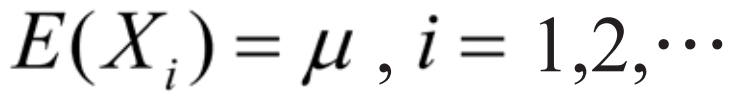 E(X_i) = μ , i = 1,2,⋯